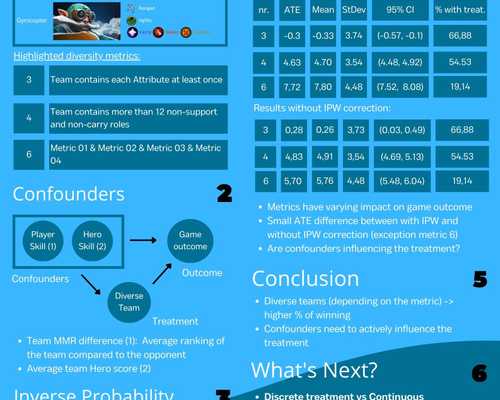 Gyrocopter
Ranger
Agility
Carry
Nuker
Disabler
Highlighted diversity metrics:
3 Team contains each Attribute at least once
4 Team contains more than 12 non-support
and non-carry roles
6 Metric 01 & Metric 02 & Metric 03 & Metric
04
Confounders 2
Player
Skill (1)
Hero
Skill (2)
Game
outcome
Confounders
Outcome
Diverse
Team
Treatment
• Team MMR difference (1): Average ranking of
the team compared to the opponent
• Average team Hero score (2)
Inverse Probability 3
nr. ATE Mean StDev 95% CI % with treat.
3 -0.3 -0.33 3.74 (-0.57, -0.1) 66,88
4 4.63 4.70 3.54 (4.48, 4.92) 54.53
6 7,72 7.80 4,48 (7.52, 8.08) 19,14
Results without IPW correction:
3 0,28 0,26 3,73 (0.03, 0.49) 66,88
4 4,83 4,91 3,54 (4.69, 5.13) 54.53
6 5,70 5,76 4,48 (5.48, 6.04) 19,14
• Metrics have varying impact on game outcome
• Small ATE difference between with IPW and
without IPW correction (exception metric 6)
• Are confounders influencing the treatment?
Conclusion 5
• Diverse teams (depending on the metric) ->
higher % of winning
• Confounders need to actively influence the
treatment
What's Next? 6
• Discrete treatment vs Continuous